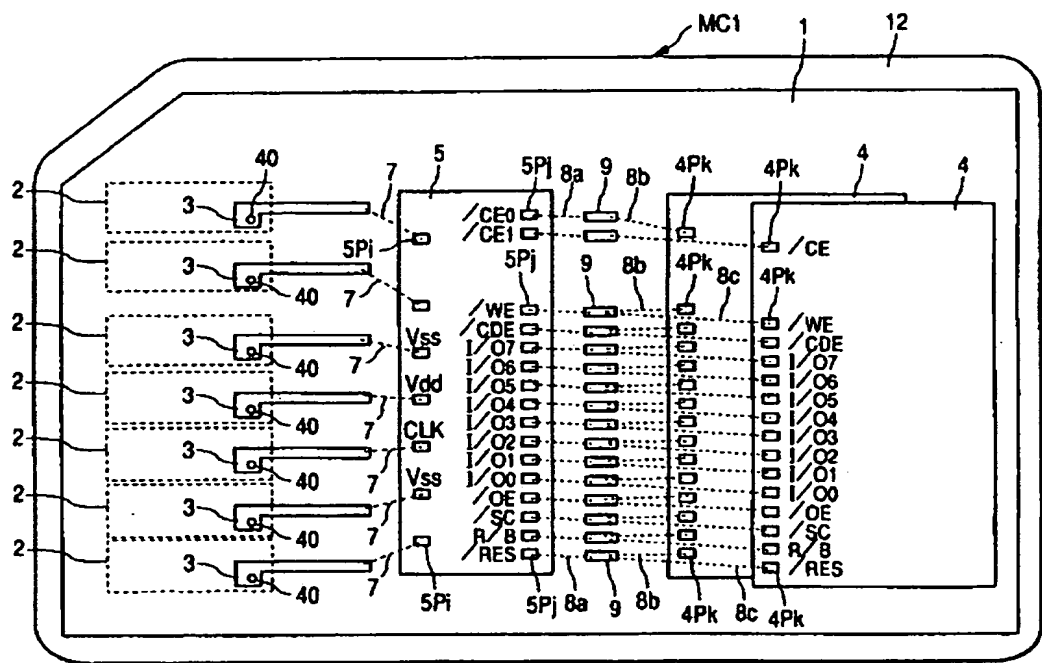 MC1
1
12
40
5
5Pj
8a
9
8b
4Pk
4Pk
4
4
2
3
7
/CE0
/CE1
/CE
5Pi
2
3
40
7
5Pj
9
8b
4Pk
8c
4Pk
2
3
40
7
Vss
/WE
/CDE
I/O7
I/O6
I/O5
I/O4
I/O3
I/O2
I/O1
I/O0
/OE
/SC
R/B
/RES
/WE
/CDE
I/O7
I/O6
I/O5
I/O4
I/O3
I/O2
I/O1
I/O0
/OE
/SC
R/B
/RES
2
3
40
7
Vdd
2
3
40
7
CLK
2
3
40
7
Vss
2
3
40
7
5Pi
5Pj
8a
9
8b
4Pk
8c
4Pk